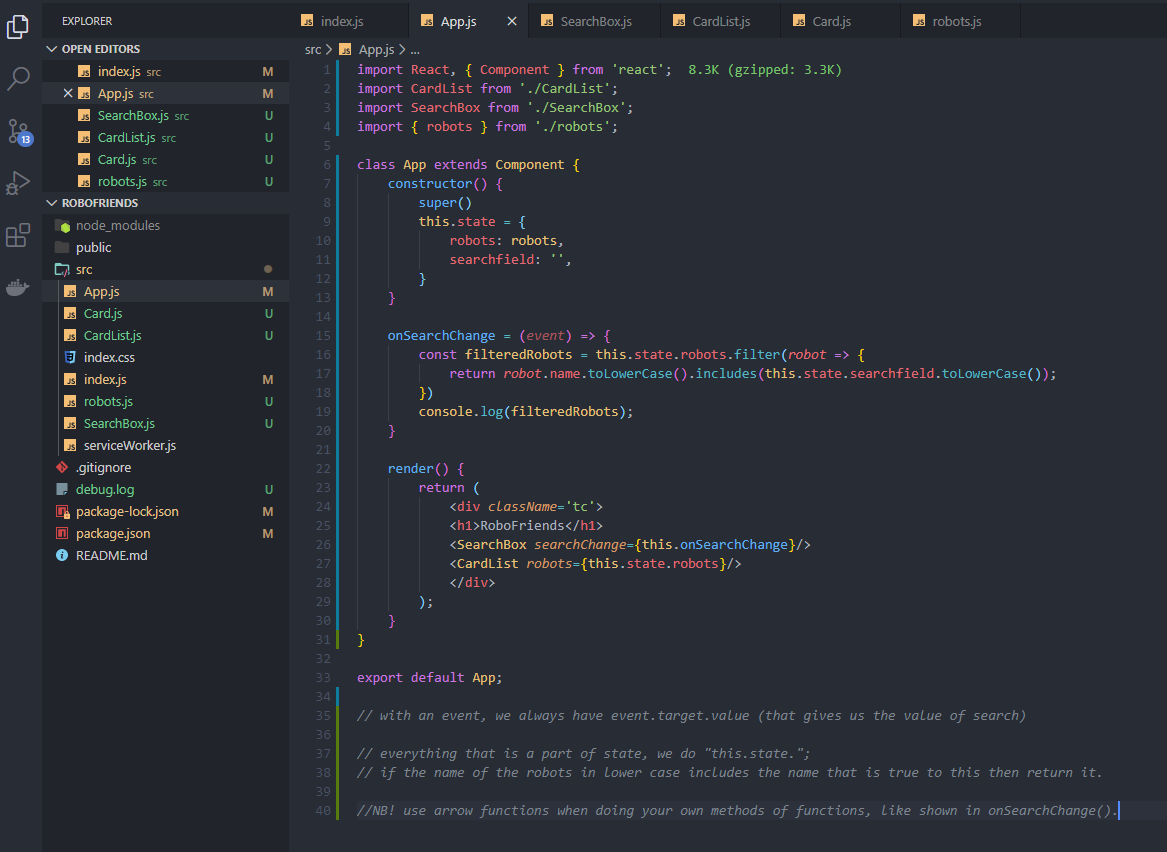 EXPLORER
OPEN EDITORS
index.js src M
App.js src M
SearchBox.js src U
CardList.js src U
Card.js src U
robots.js src U
ROBOFRIENDS
node_modules
public
src
App.js M
Card.js U
CardList.js U
index.css
index.js M
robots.js U
SearchBox.js U
serviceWorker.js
.gitignore
debug.log U
package-lock.json M
package.json M
README.md
13
index.js App.js SearchBox.js CardList.js Card.js robots.js
src > App.js > ...
1 import React, { Component } from 'react'; 8.3K (gzipped: 3.3K)
2 import CardList from './CardList';
3 import SearchBox from './SearchBox';
4 import { robots } from './robots';
5
6 class App extends Component {
7 constructor() {
8 super()
9 this.state = {
10 robots: robots,
11 searchfield: '',
12 }
13 }
14
15 onSearchChange = (event) => {
16 const filteredRobots = this.state.robots.filter(robot => {
17 return robot.name.toLowerCase().includes(this.state.searchfield.toLowerCase());
18 })
19 console.log(filteredRobots);
20 }
21
22 render() {
23 return (
24 <div className='tc'>
25 <h1>RoboFriends</h1>
26 <SearchBox searchChange={this.onSearchChange}/>
27 <CardList robots={this.state.robots}/>
28 </div>
29 );
30 }
31 }
32
33 export default App;
34
35 // with an event, we always have event.target.value (that gives us the value of search)
36
37 // everything that is a part of state, we do "this.state.";
38 // if the name of the robots in lower case includes the name that is true to this then return it.
39
40 //NB! use arrow functions when doing your own methods of functions, like shown in onSearchChange().